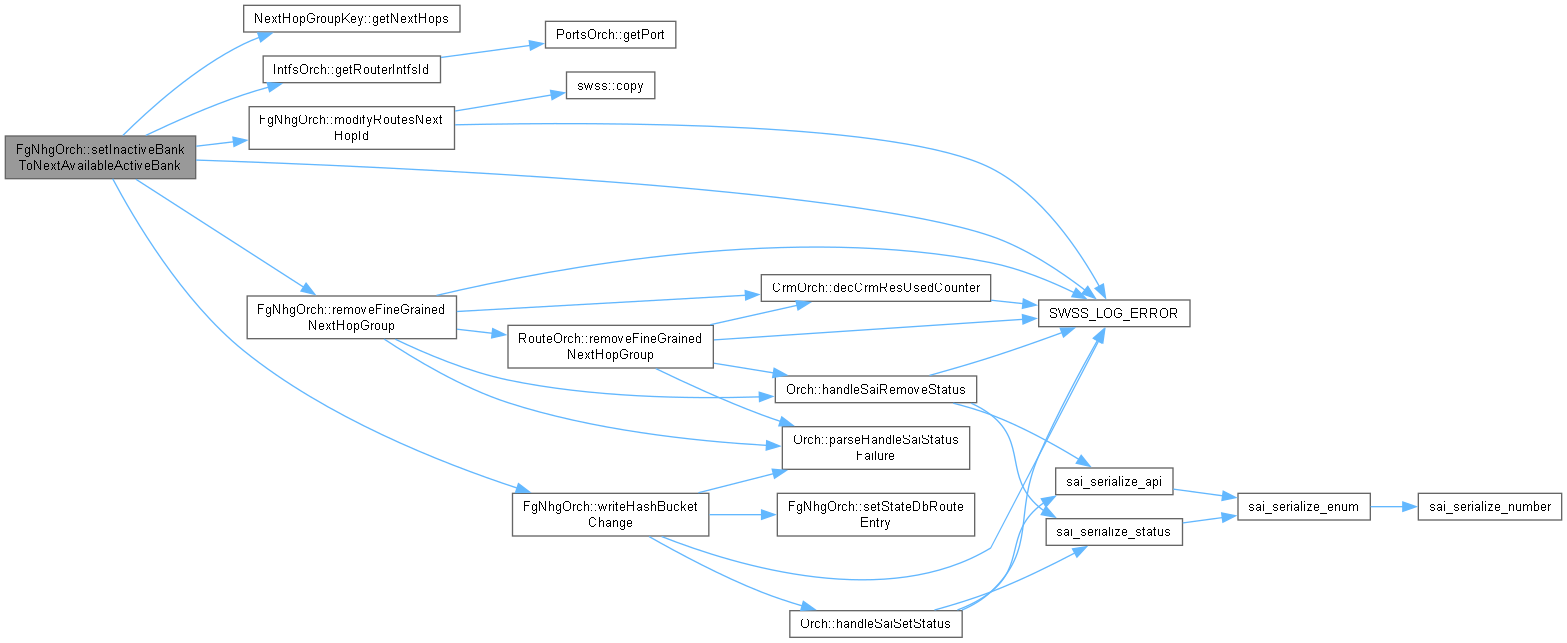 NextHopGroupKey::getNextHops
PortsOrch::getPort
IntfsOrch::getRouterIntfsId
swss::copy
FgNhgOrch::modifyRoutesNext
HopId
FgNhgOrch::setInactiveBank
ToNextAvailableActiveBank
CrmOrch::decCrmResUsedCounter
FgNhgOrch::removeFineGrained
NextHopGroup
SWSS_LOG_ERROR
RouteOrch::removeFineGrained
NextHopGroup
Orch::handleSaiRemoveStatus
Orch::parseHandleSaiStatus
Failure
sai_serialize_api
FgNhgOrch::writeHashBucket
Change
FgNhgOrch::setStateDbRoute
Entry
sai_serialize_enum
sai_serialize_number
sai_serialize_status
Orch::handleSaiSetStatus